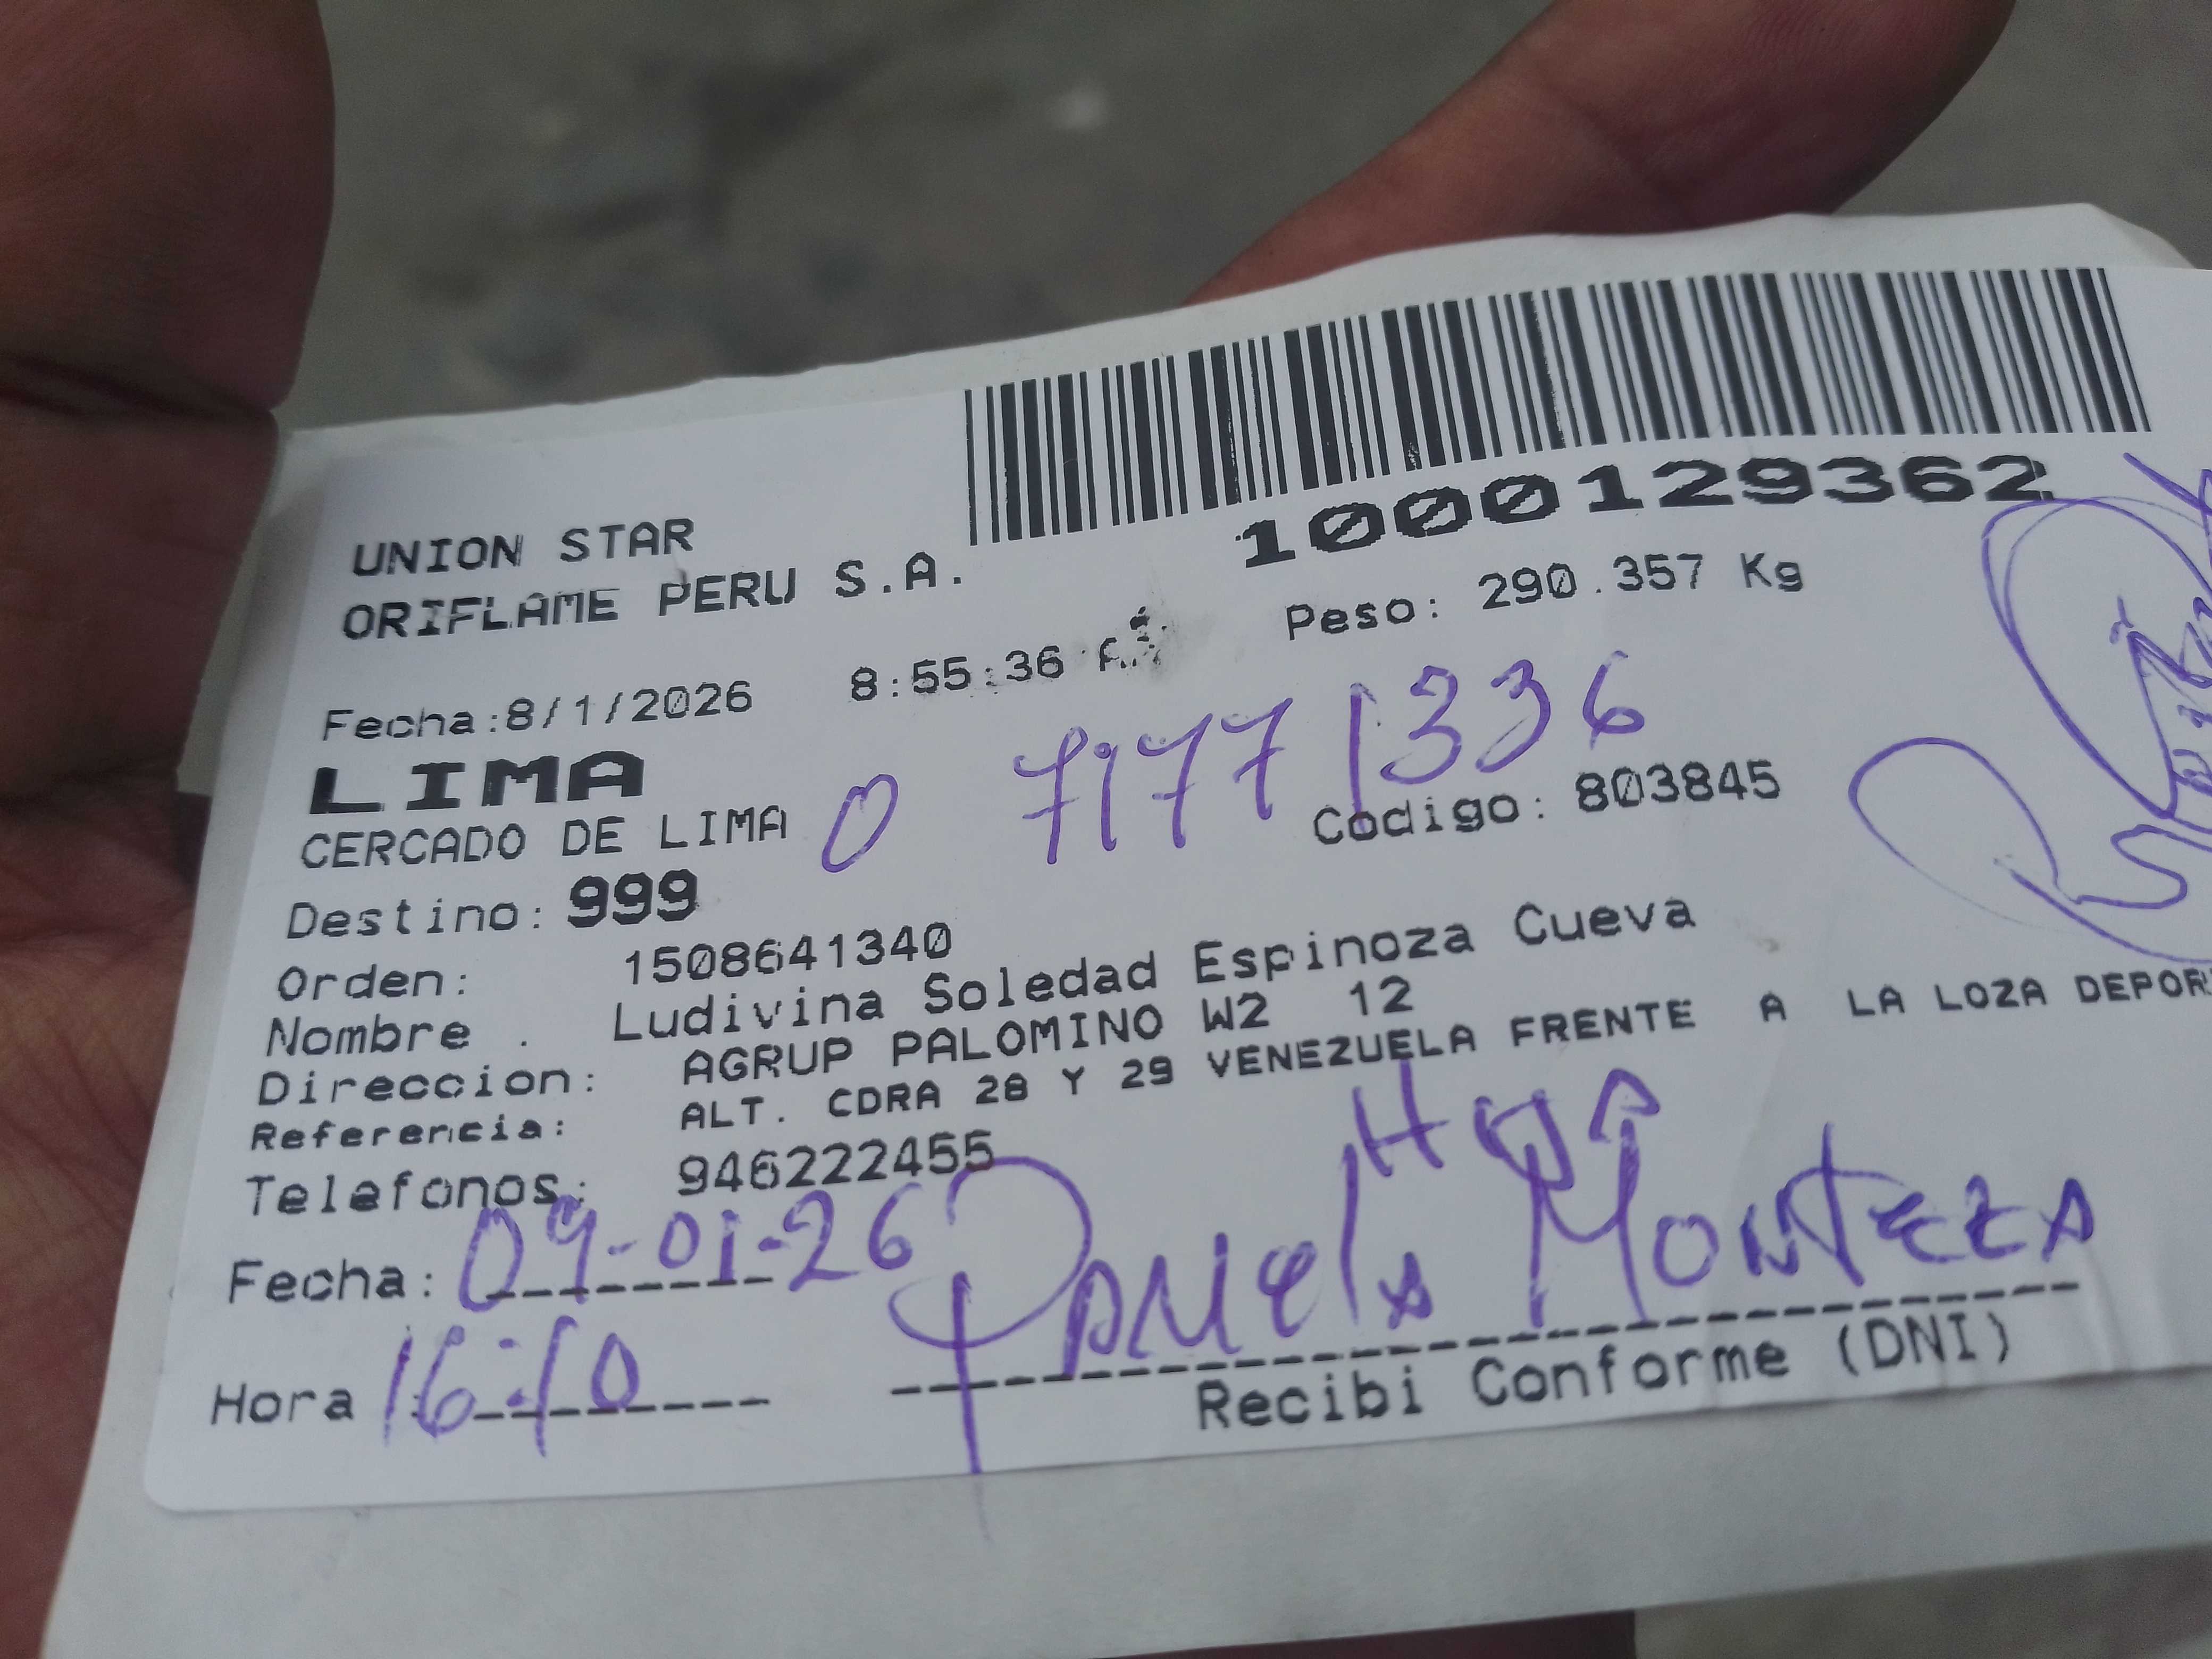 1000129362
UNION STAR
ORIFLAME PERU S.A.
Peso: 290.357 Kg
Fecha:8/1/2026 8:55:36
LIMA
CERCADO DE LIMA
0 71771336
Codigo: 803845
Destino: 999
Orden: 1508641340
Nombre . Ludivina Soledad Espinoza Cueva
Direccion: AGRUP PALOMINO W2 12
Referencia: ALT. CDRA 28 Y 29 VENEZUELA FRENTE A LA LOZA DEPOR
Telefonos: 946222455
Fecha: 09-01-26
Hora 16:10
Monteza
Recibi Conforme (DNI)